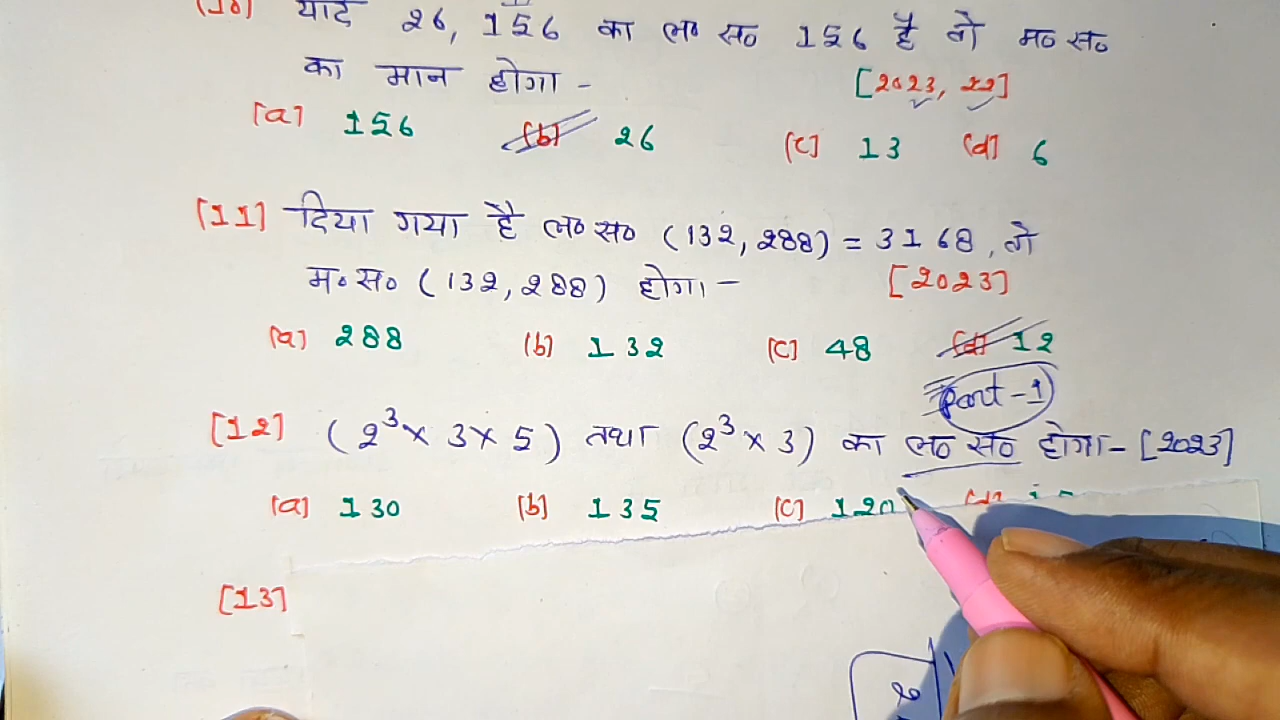 [10] यदि 26, 156 का ल० स० 156 है तो म० स०
का मान होगा - [2023, 22]
[a] 156 [b] 26 [c] 13 [d] 6
[11] दिया गया है ल० स० (132, 288) = 3168, तो
म० स० (132, 288) होगा - [2023]
[a] 288 [b] 132 [c] 48 [d] 12
Part-1
[12] (2³ × 3 × 5) तथा (2³ × 3) का ल० स० होगा - [2023]
[a] 130 [b] 135 [c] 120 [d]
[13]